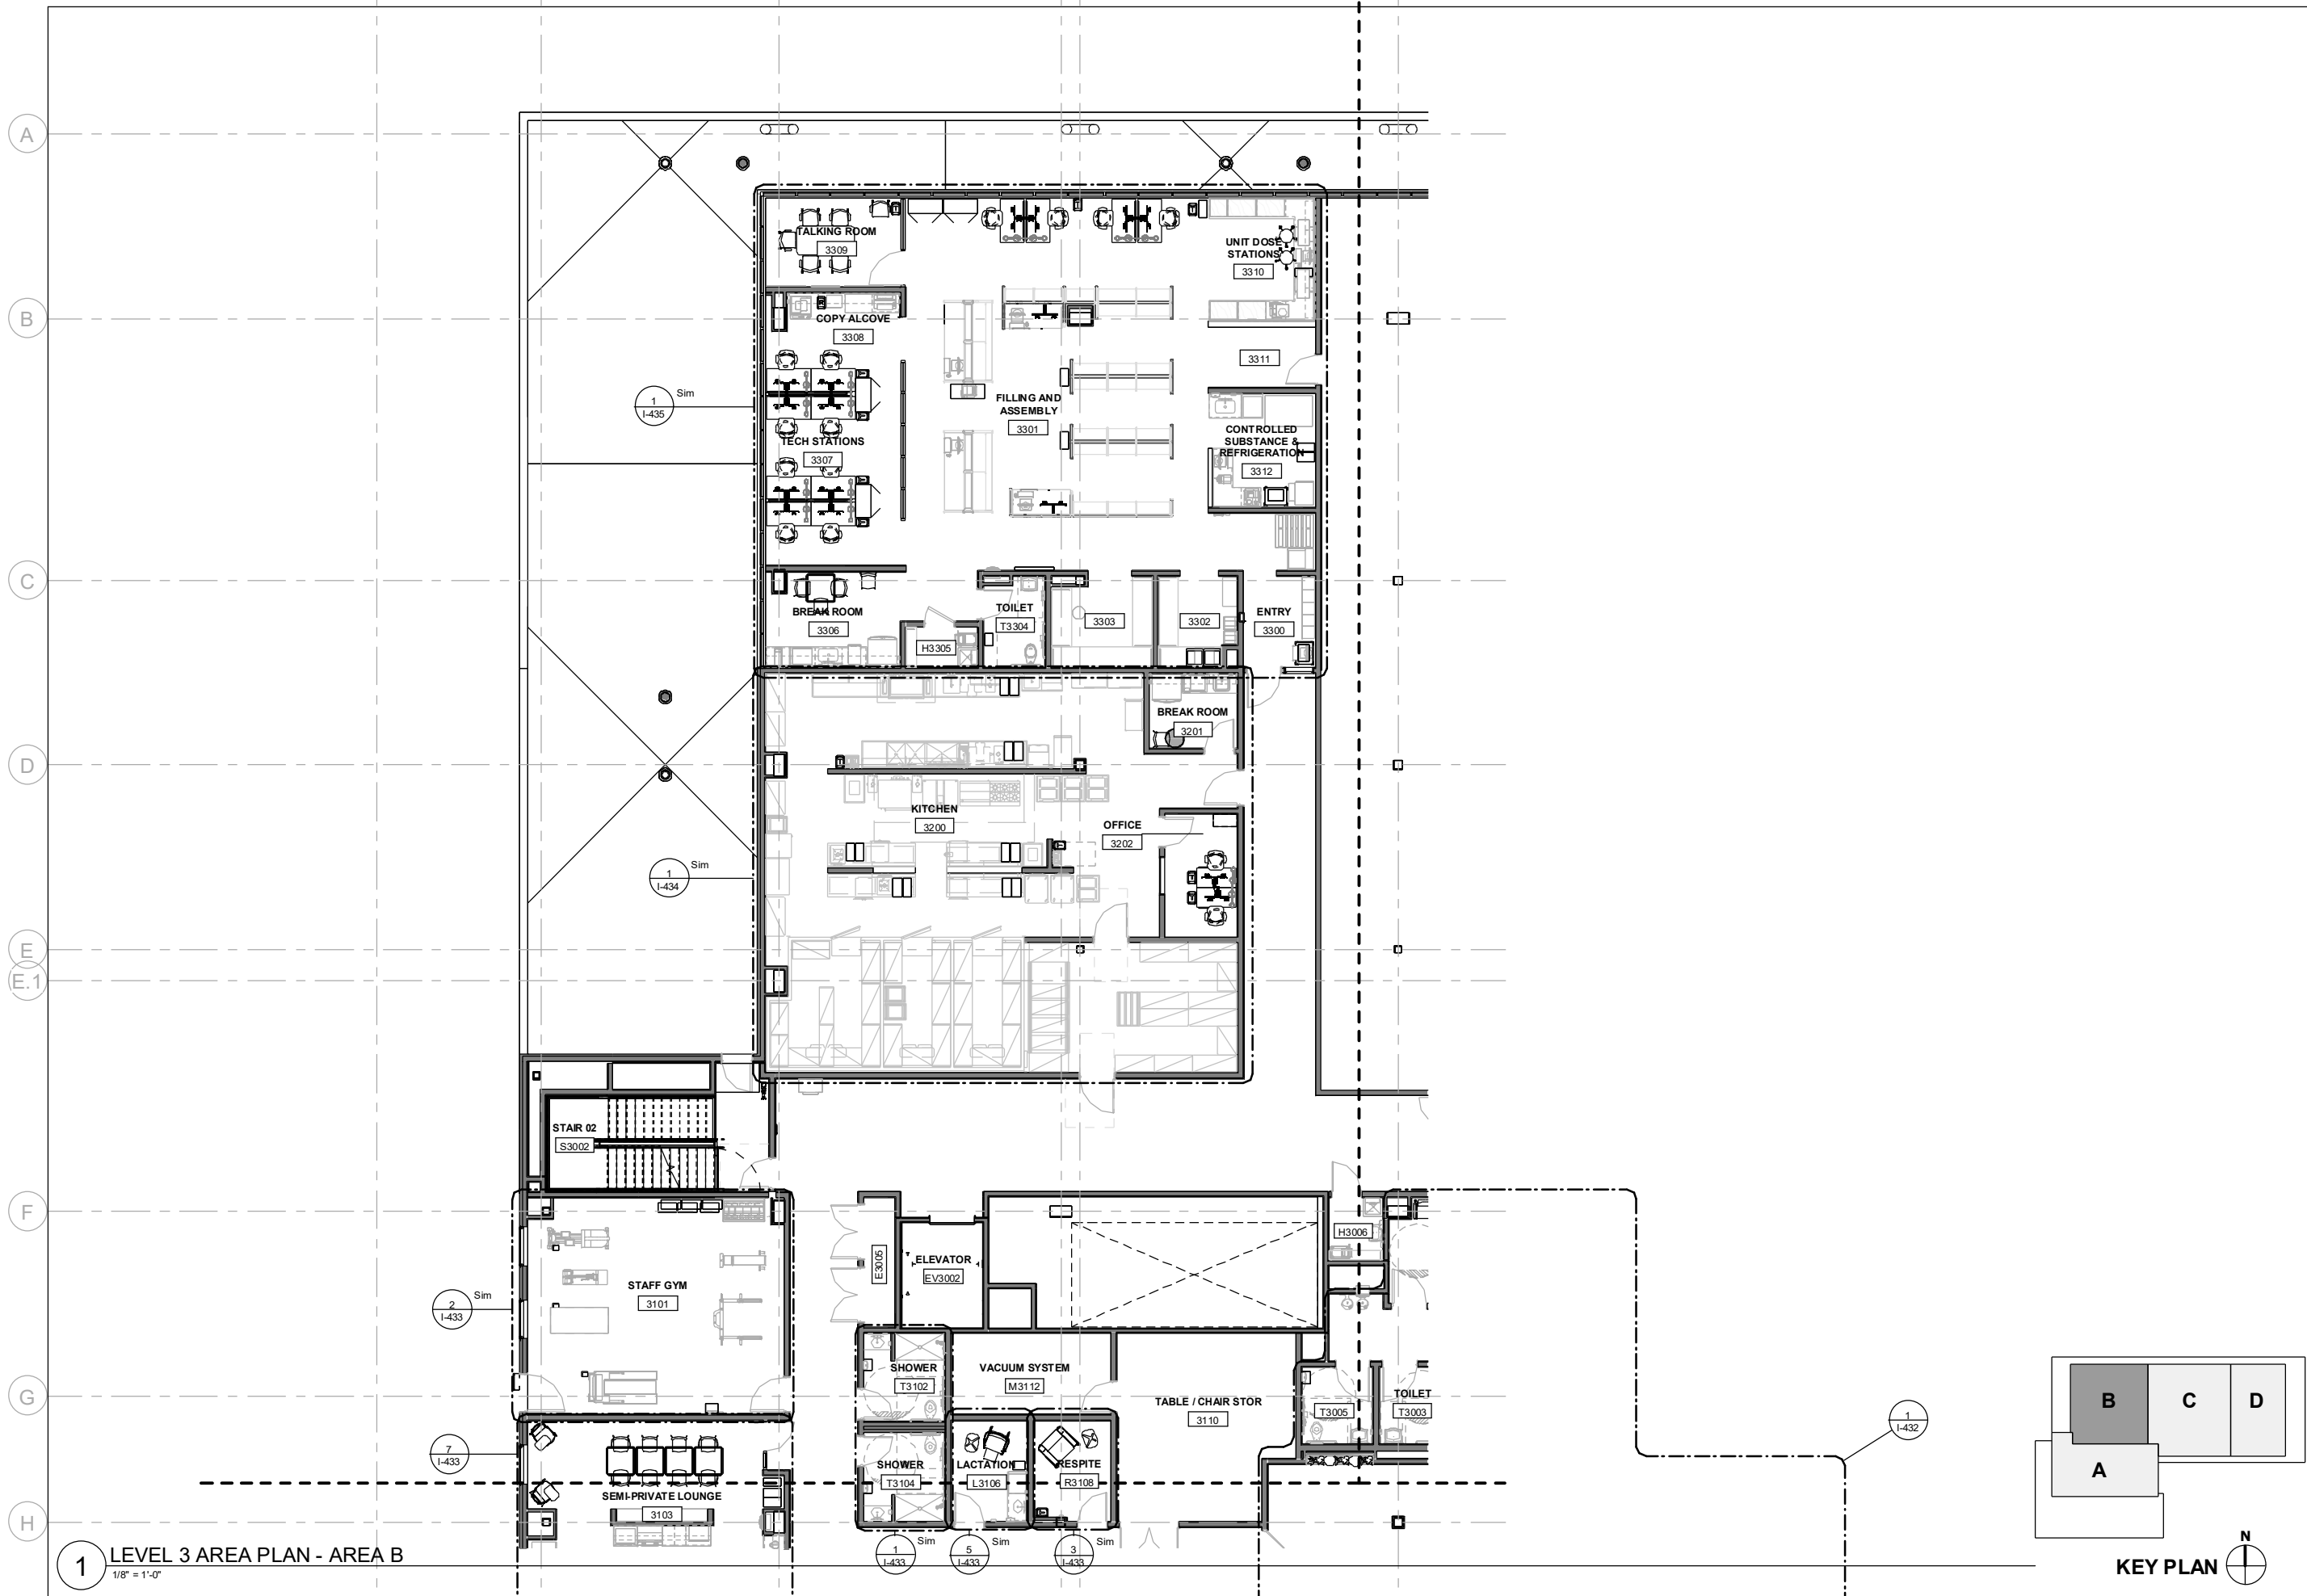 A
TALKING ROOM
3309
UNIT DOSE
STATIONS
3310
B
COPY ALCOVE
3308
3311
1
I-435
Sim
FILLING AND
ASSEMBLY
3301
TECH STATIONS
3307
CONTROLLED
SUBSTANCE &
REFRIGERATION
3312
C
BREAK ROOM
3306
H3305
TOILET
T3304
3303
3302
ENTRY
3300
BREAK ROOM
3201
D
KITCHEN
3200
OFFICE
3202
1
I-434
Sim
E
E.1
STAIR 02
S3002
F
H3006
E3005
ELEVATOR
EV3002
STAFF GYM
3101
2
I-433
Sim
SHOWER
T3102
VACUUM SYSTEM
M3112
G
TABLE / CHAIR STOR
3110
T3005
TOILET
T3003
B
C
D
A
1
I-432
7
I-433
SHOWER
T3104
LACTATION
L3106
RESPITE
R3108
SEMI-PRIVATE LOUNGE
3103
H
1
I-433
Sim
5
I-433
Sim
3
I-433
Sim
1
LEVEL 3 AREA PLAN - AREA B
1/8" = 1'-0"
KEY PLAN
N